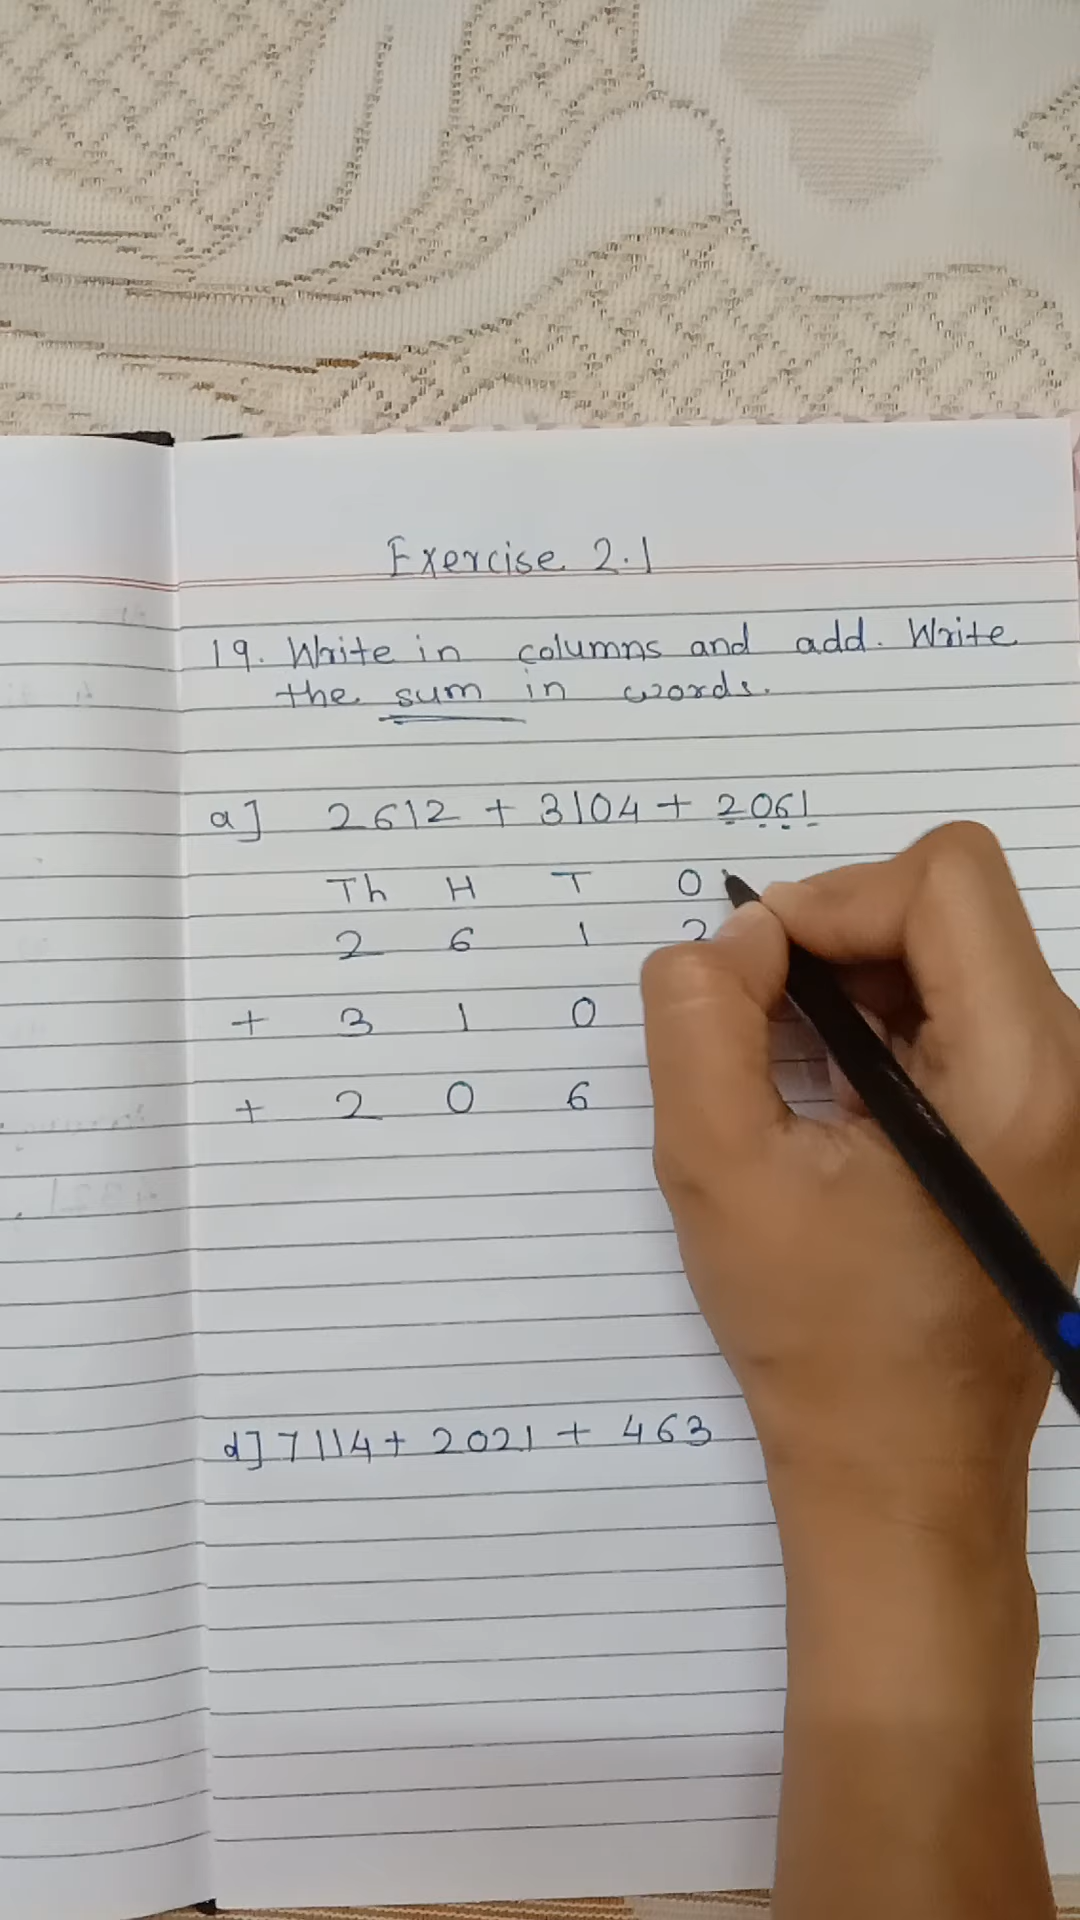 Exercise 2.1
19. Write in columns and add. Write
the sum in words.
a] 2612 + 3104 + 2061
Th H T O
2 6 1 2
+ 3 1 0
+ 2 0 6
d] 7114 + 2021 + 463